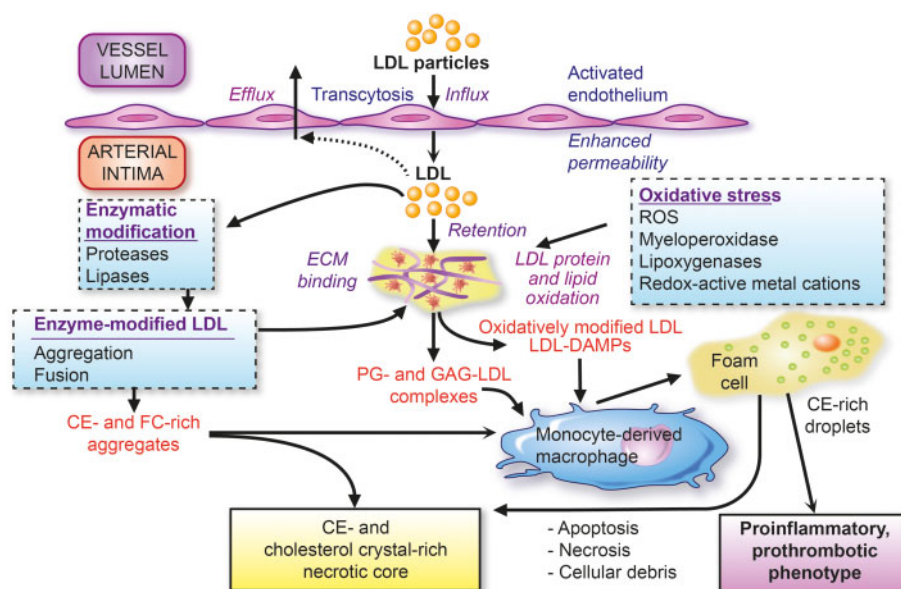 VESSEL
LUMEN
LDL particles
Efflux
Transcytosis
Influx
Activated
endothelium
Enhanced
permeability
ARTERIAL
INTIMA
LDL
Enzymatic
modification
Proteases
Lipases
Retention
ECM
binding
LDL protein
and lipid
oxidation
Oxidative stress
ROS
Myeloperoxidase
Lipoxygenases
Redox-active metal cations
Enzyme-modified LDL
Aggregation
Fusion
Oxidatively modified LDL
LDL-DAMPs
PG- and GAG-LDL
complexes
Foam
cell
CE-rich
droplets
CE- and FC-rich
aggregates
Monocyte-derived
macrophage
CE- and
cholesterol crystal-rich
necrotic core
- Apoptosis
- Necrosis
- Cellular debris
Proinflammatory,
prothrombotic
phenotype